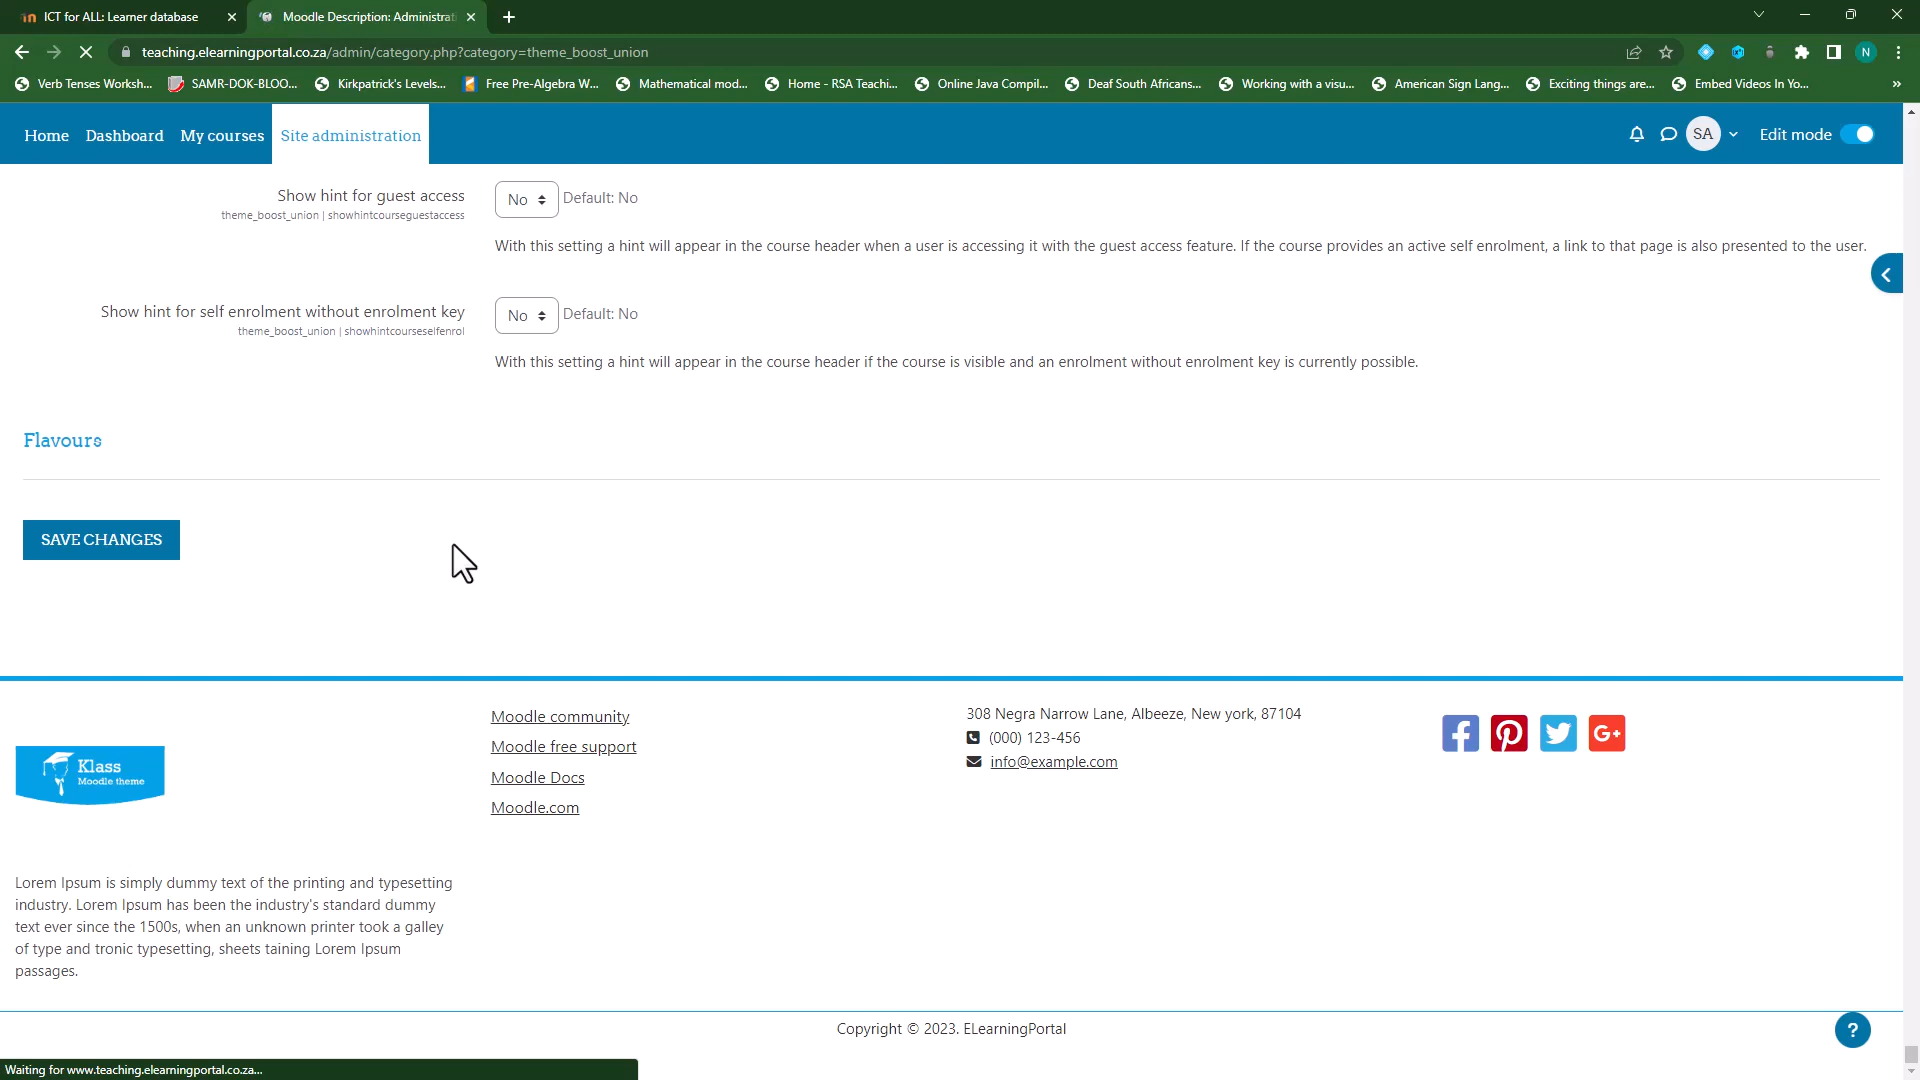 ICT for ALL: Learner database
Moodle Description: Administrat
teaching.elearningportal.co.za/admin/category.php?category=theme_boost_union
N
Verb Tenses Worksh...
SAMR-DOK-BLOO...
Kirkpatrick's Levels...
Free Pre-Algebra W...
Mathematical mod...
Home - RSA Teachi...
Online Java Compil...
Deaf South Africans...
Working with a visu...
American Sign Lang...
Exciting things are...
Embed Videos In Yo...
Home
Dashboard
My courses
Site administration
SA
Edit mode
Show hint for guest access
theme_boost_union | showhintcourseguestaccess
No
Default: No
With this setting a hint will appear in the course header when a user is accessing it with the guest access feature. If the course provides an active self enrolment, a link to that page is also presented to the user.
Show hint for self enrolment without enrolment key
theme_boost_union | showhintcourseselfenrol
No
Default: No
With this setting a hint will appear in the course header if the course is visible and an enrolment without enrolment key is currently possible.
Flavours
SAVE CHANGES
Klass
Moodle theme
Lorem Ipsum is simply dummy text of the printing and typesetting
industry. Lorem Ipsum has been the industry's standard dummy
text ever since the 1500s, when an unknown printer took a galley
of type and tronic typesetting, sheets taining Lorem Ipsum
passages.
Moodle community
Moodle free support
Moodle Docs
Moodle.com
308 Negra Narrow Lane, Albeeze, New york, 87104
(000) 123-456
info@example.com
G+
Copyright © 2023. ELearningPortal
?
Waiting for www.teaching.elearningportal.co.za...